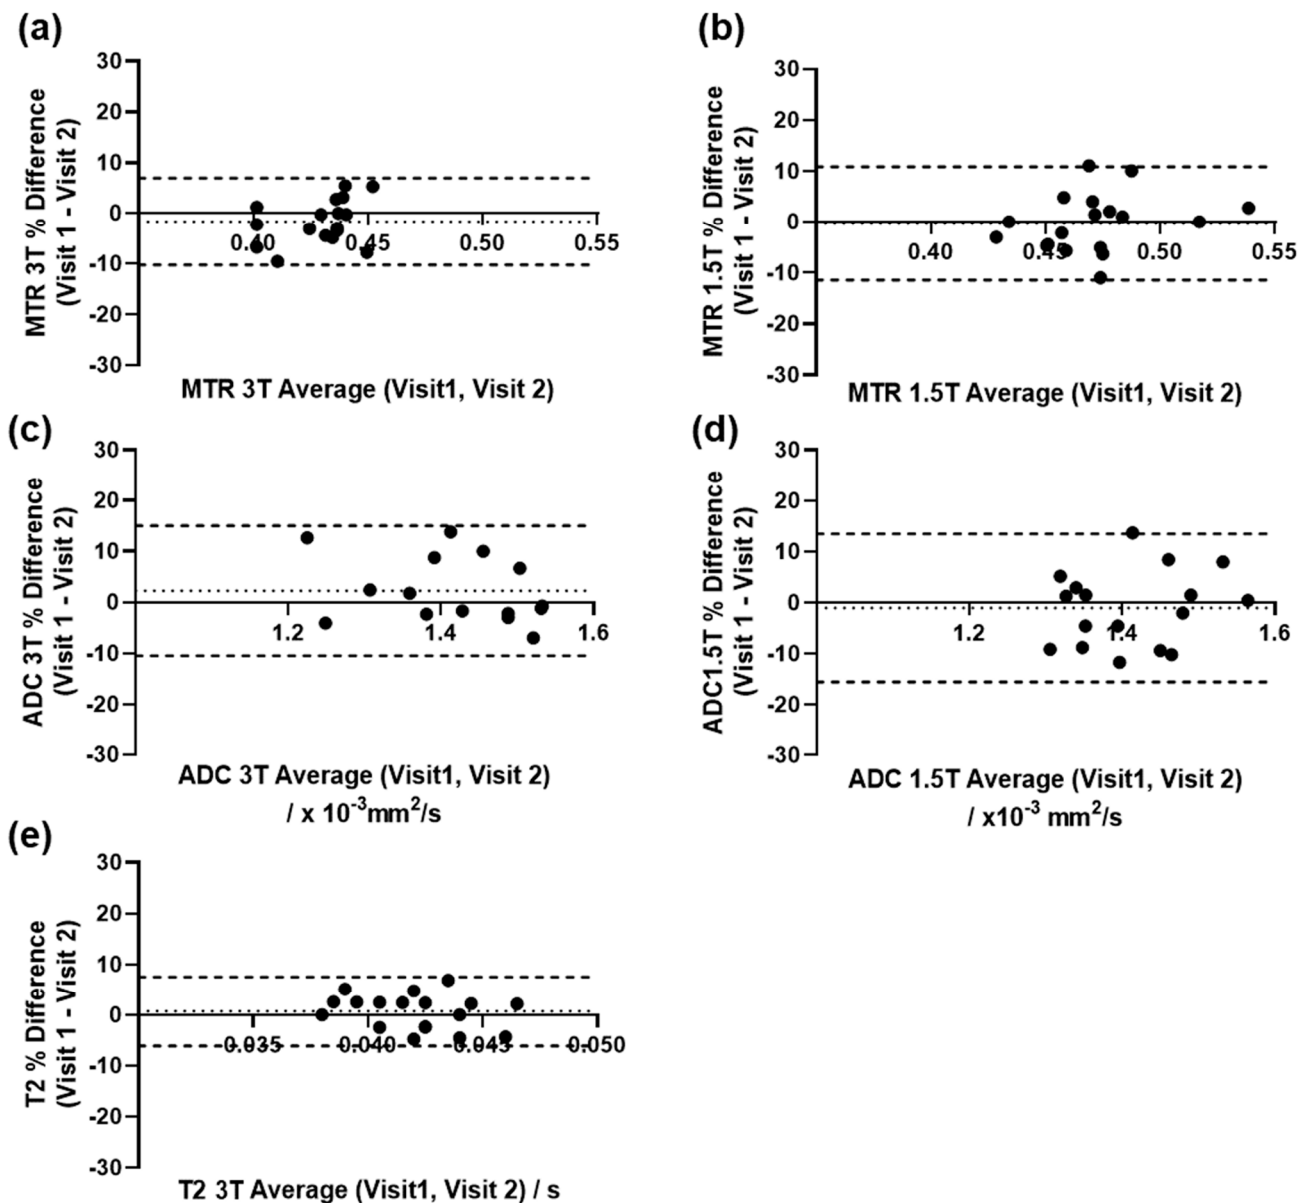 (a)
30
20
10
0
-10
-20
-30
0.40 0.45 0.50 0.55
MTR 3T % Difference
(Visit 1 - Visit 2)
MTR 3T Average (Visit1, Visit 2)
(b)
30
20
10
0
-10
-20
-30
0.40 0.45 0.50 0.55
MTR 1.5T % Difference
(Visit 1 - Visit 2)
MTR 1.5T Average (Visit1, Visit 2)
(c)
30
20
10
0
-10
-20
-30
1.2 1.4 1.6
ADC 3T % Difference
(Visit 1 - Visit 2)
ADC 3T Average (Visit1, Visit 2)
/ x 10⁻³mm²/s
(d)
30
20
10
0
-10
-20
-30
1.2 1.4 1.6
ADC1.5T % Difference
(Visit 1 - Visit 2)
ADC 1.5T Average (Visit1, Visit 2)
/ x10⁻³ mm²/s
(e)
30
20
10
0
-10
-20
-30
0.035 0.040 0.050
T2 % Difference
(Visit 1 - Visit 2)
T2 3T Average (Visit1, Visit 2) / s